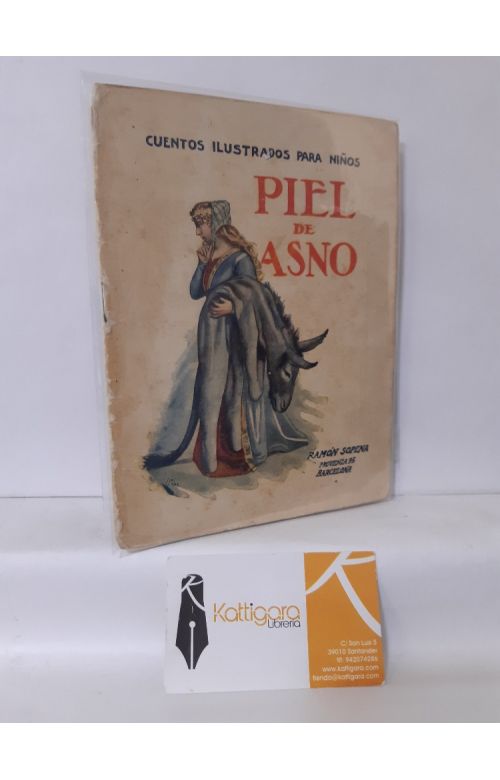 CUENTOS ILUSTRADOS PARA NIÑOS
PIEL
DE
ASNO
RAMÓN SOPENA
PROVENZA 95
BARCELONA
Kattigara
Librería
C/ San Luis 5
39010 Santander
tlf: 942074286
www.kattigara.com
tienda@kattigara.com